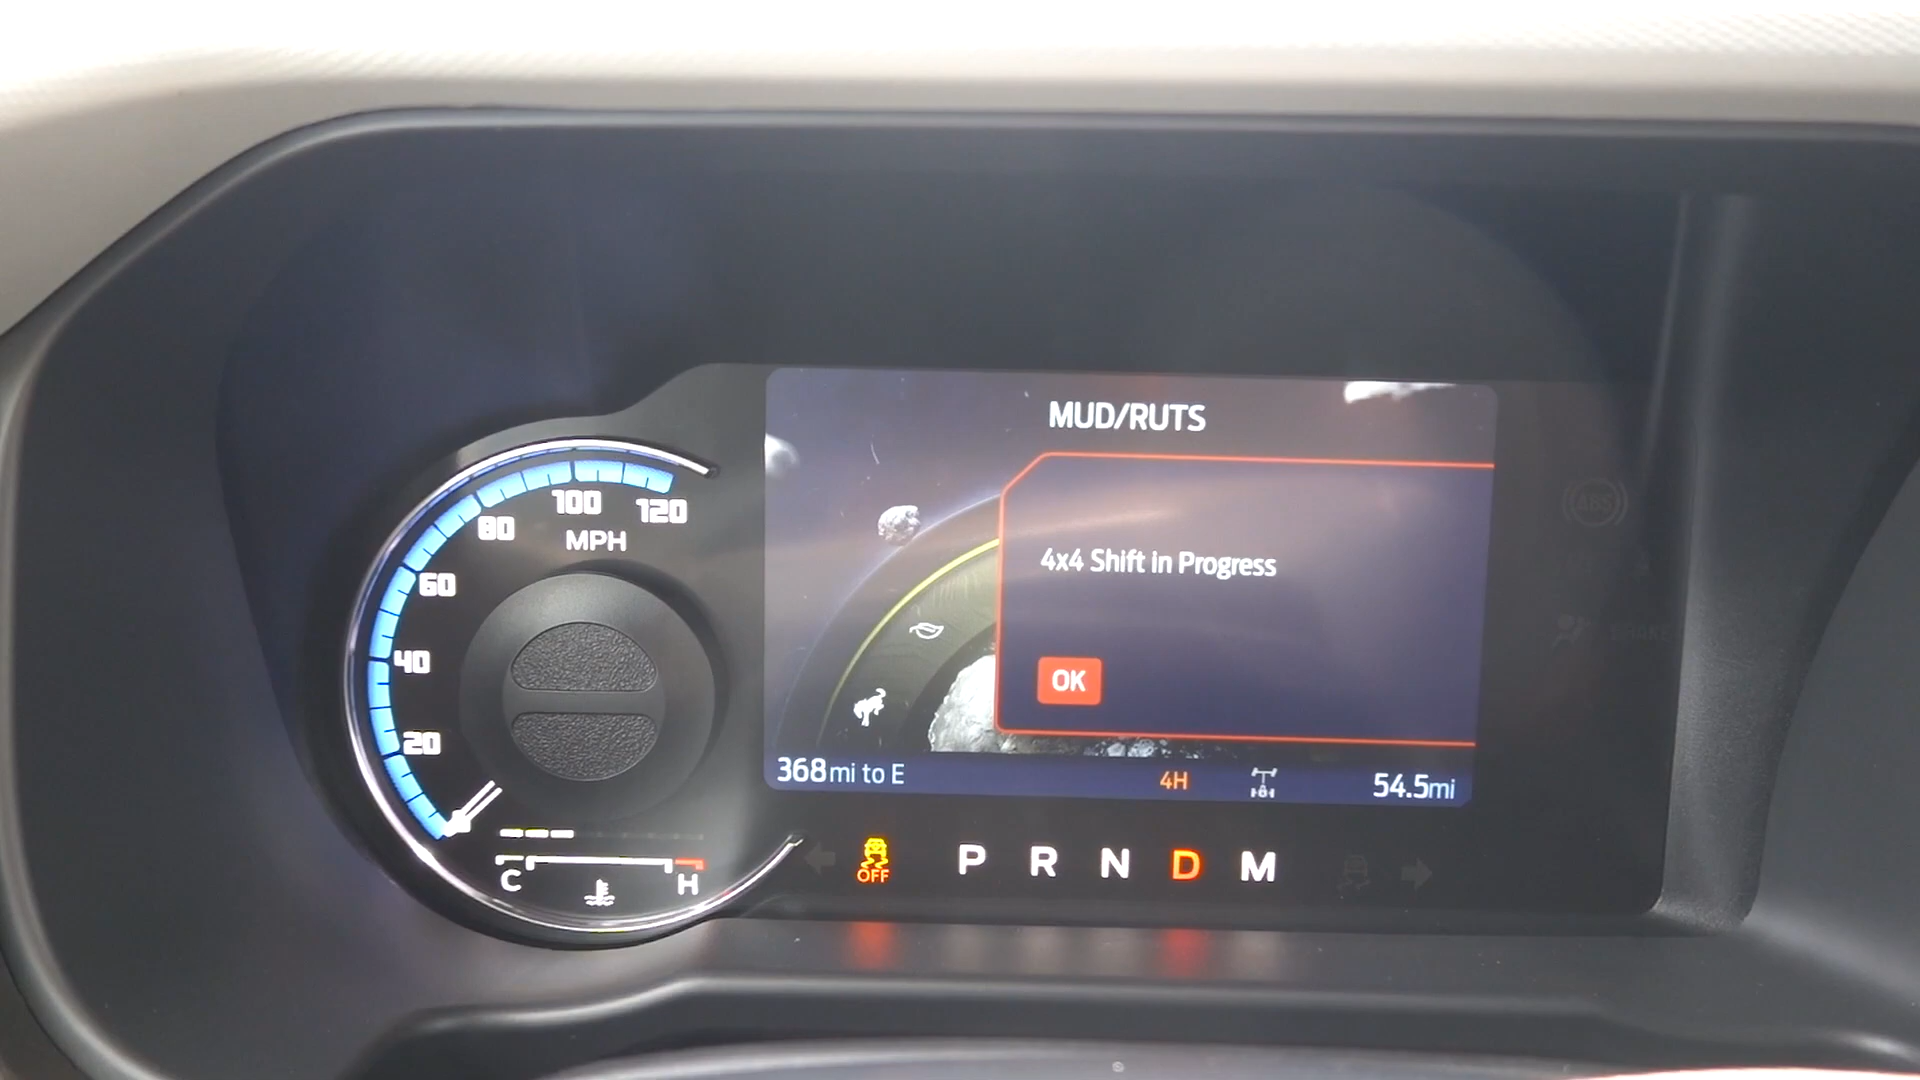 MUD/RUTS
4x4 Shift in Progress
OK
368mi to E
4H
54.5mi
120
100
80
MPH
60
40
20
C
H
OFF
P R N D M
ABS